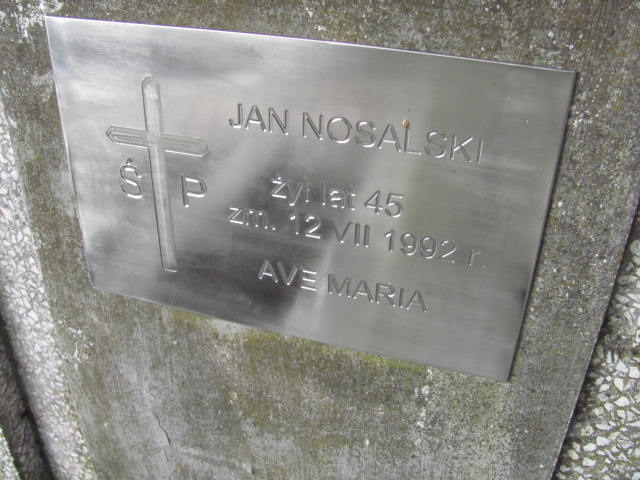 Ś P
JAN NOSALSKI
żył lat 45
zm. 12 VII 1992 r.
AVE MARIA